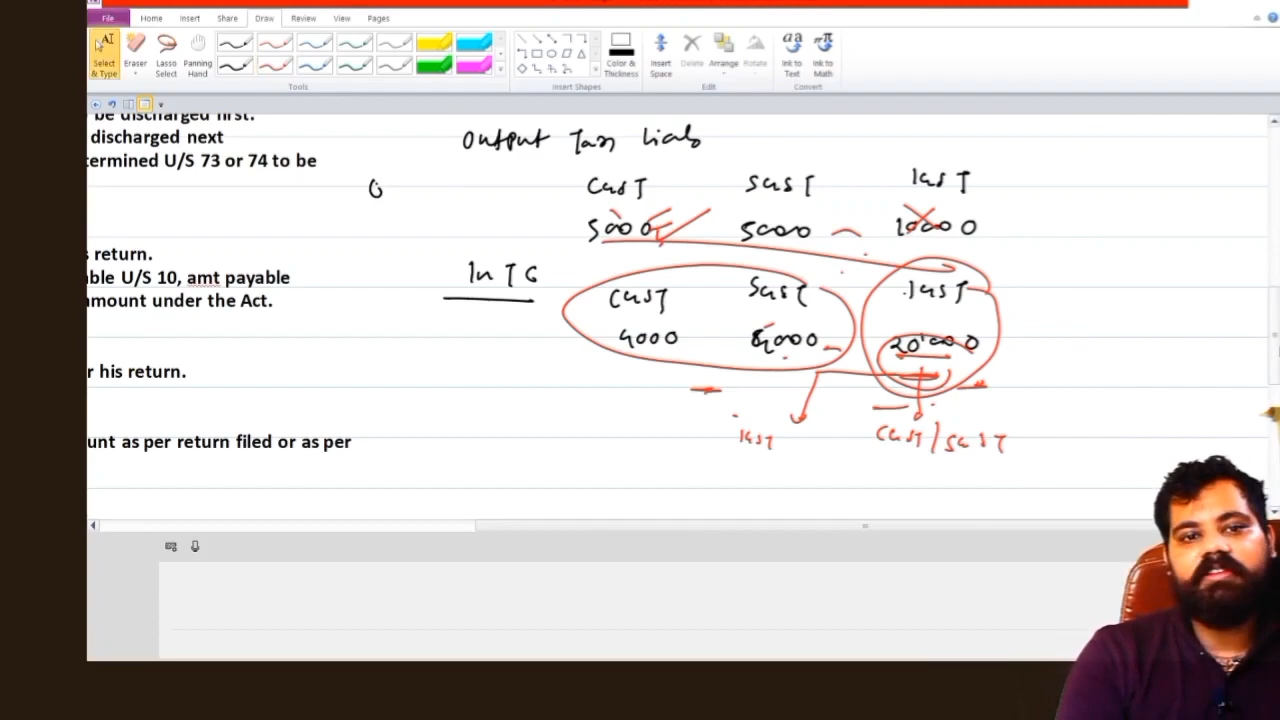 File Home Insert Share Draw Review View Pages
Select & Type Eraser Lasso Select Panning Hand Color & Thickness Insert Space Delete Arrange Rotate Ink to Text Ink to Math
Tools Insert Shapes Edit Convert
be discharged first.
discharged next
termined U/S 73 or 74 to be
s return.
able U/S 10, amt payable
amount under the Act.
r his return.
unt as per return filed or as per
Output Tax Liab
CGST SGST IGST
5000 5000 10000
CGST SGST IGST
4000 20000
IGST CGST/SGST